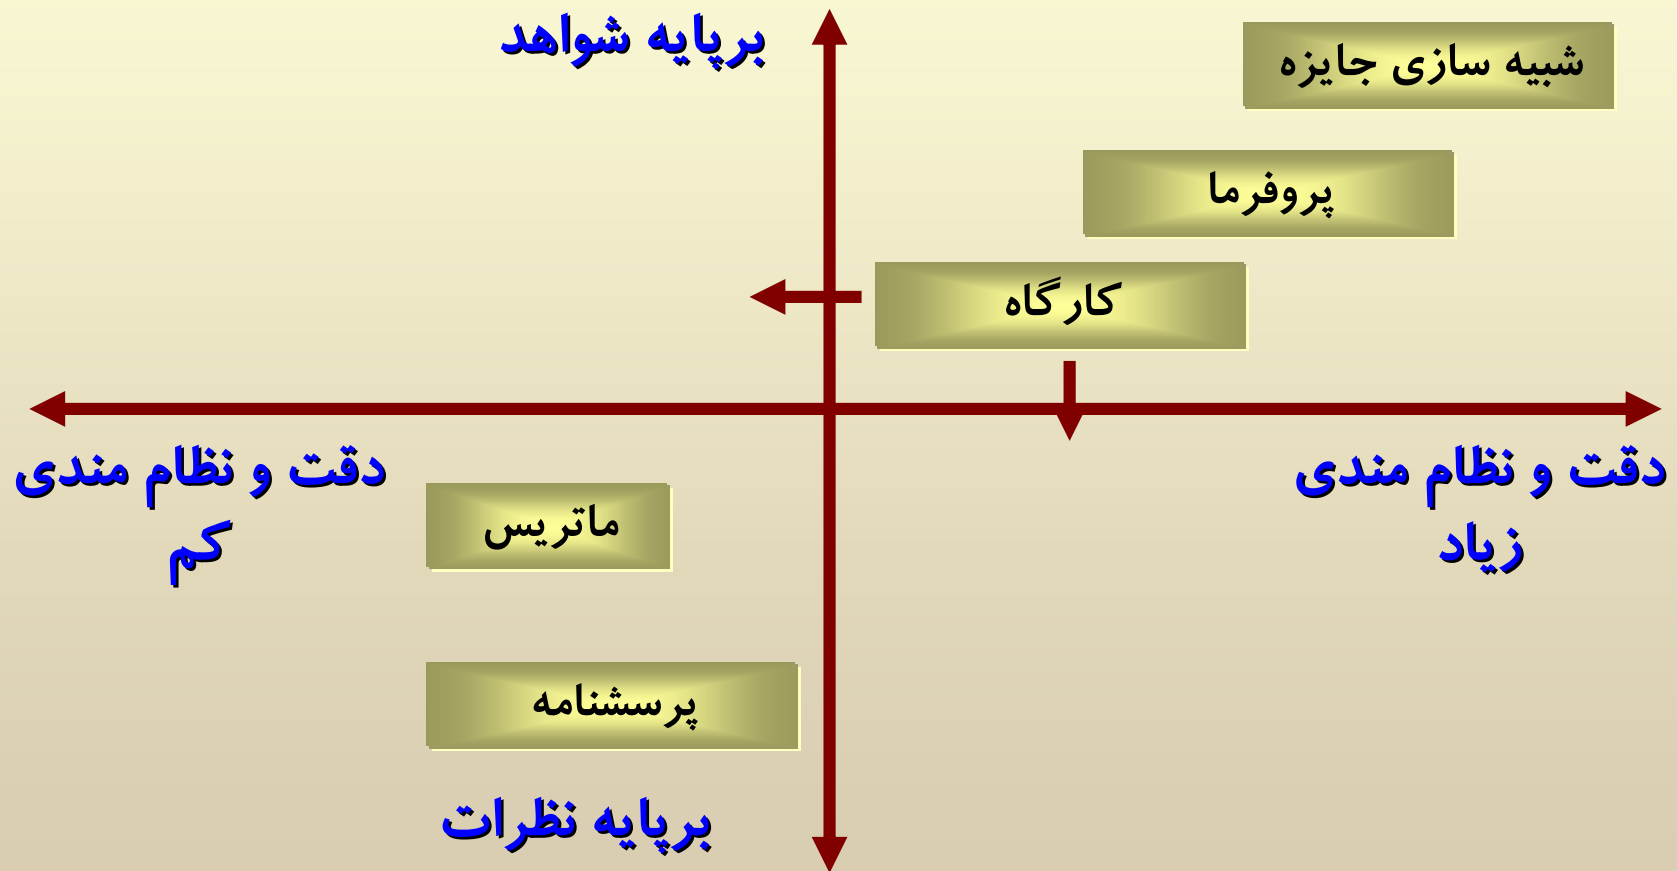 برپایه شواهد
شبیه سازی جایزه
پروفرما
کارگاه
دقت و نظام مندی
زیاد
دقت و نظام مندی
کم
ماتریس
پرسشنامه
برپایه نظرات